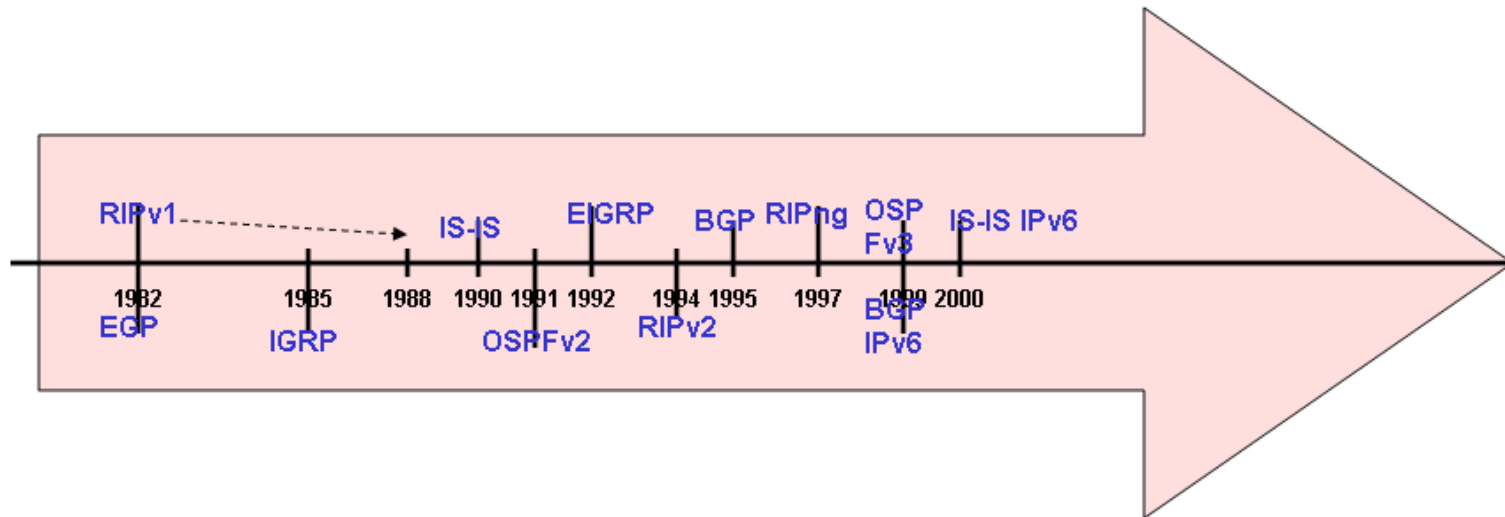 RIPv1
IS-IS
EIGRP
BGP
RIPng
OSP
Fv3
IS-IS IPv6
1982
1985
1988
1990
1991
1992
1994
1995
1997
1999
2000
EGP
IGRP
OSPFv2
RIPv2
BGP
IPv6